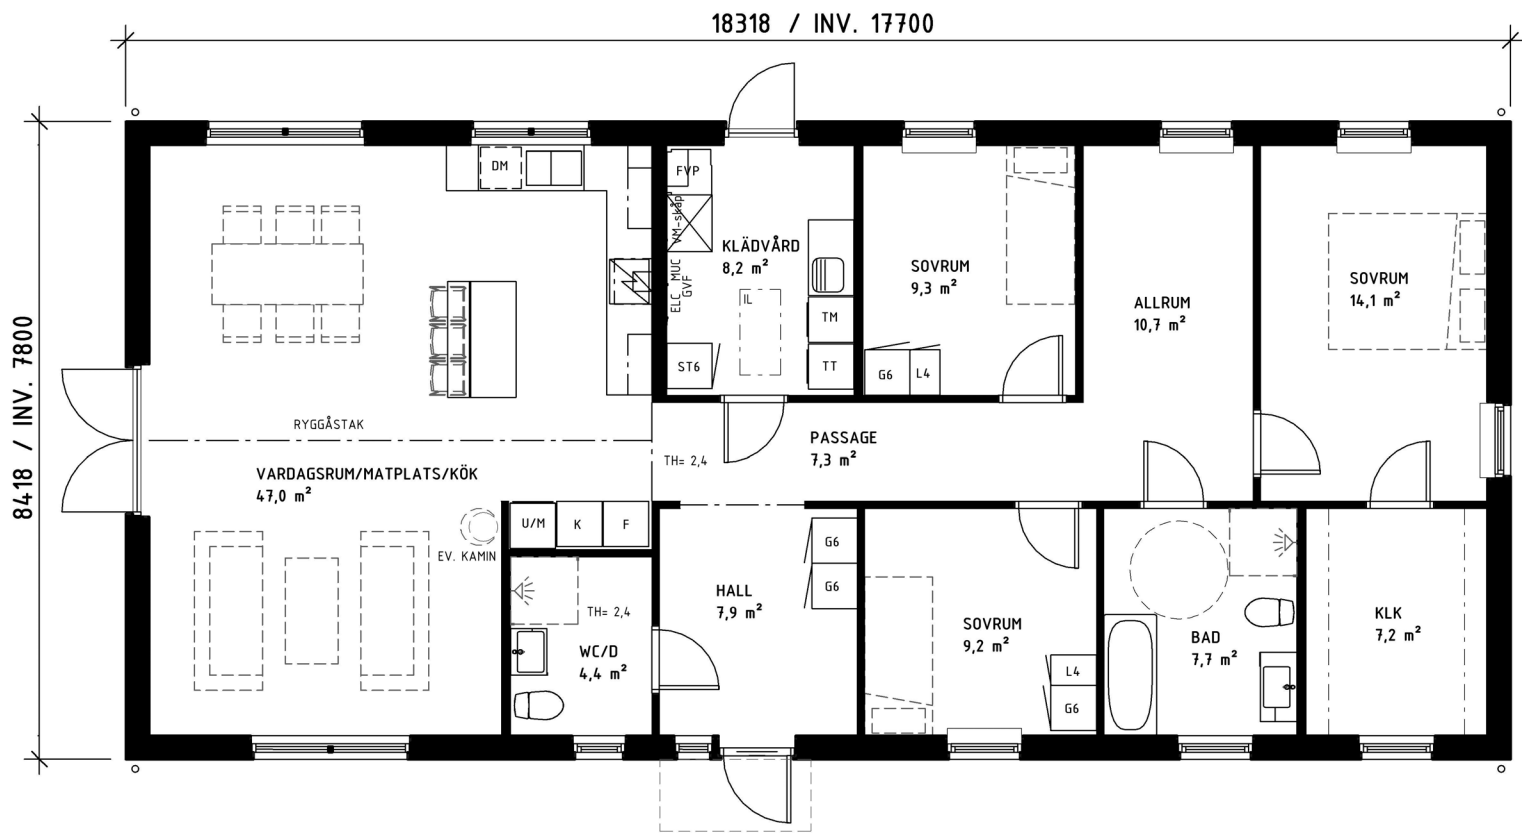 18318 / INV. 17700
8418 / INV. 7800
DM
FVP
VM-skåp
ELC MUC
GVF
KLÄDVÅRD
8,2 m²
IL
TM
TT
ST6
SOVRUM
9,3 m²
G6
L4
ALLRUM
10,7 m²
SOVRUM
14,1 m²
RYGGÅSTAK
VARDAGSRUM/MATPLATS/KÖK
47,0 m²
TH= 2,4
PASSAGE
7,3 m²
EV. KAMIN
U/M
K
F
TH= 2,4
WC/D
4,4 m²
HALL
7,9 m²
G6
G6
SOVRUM
9,2 m²
L4
G6
BAD
7,7 m²
KLK
7,2 m²